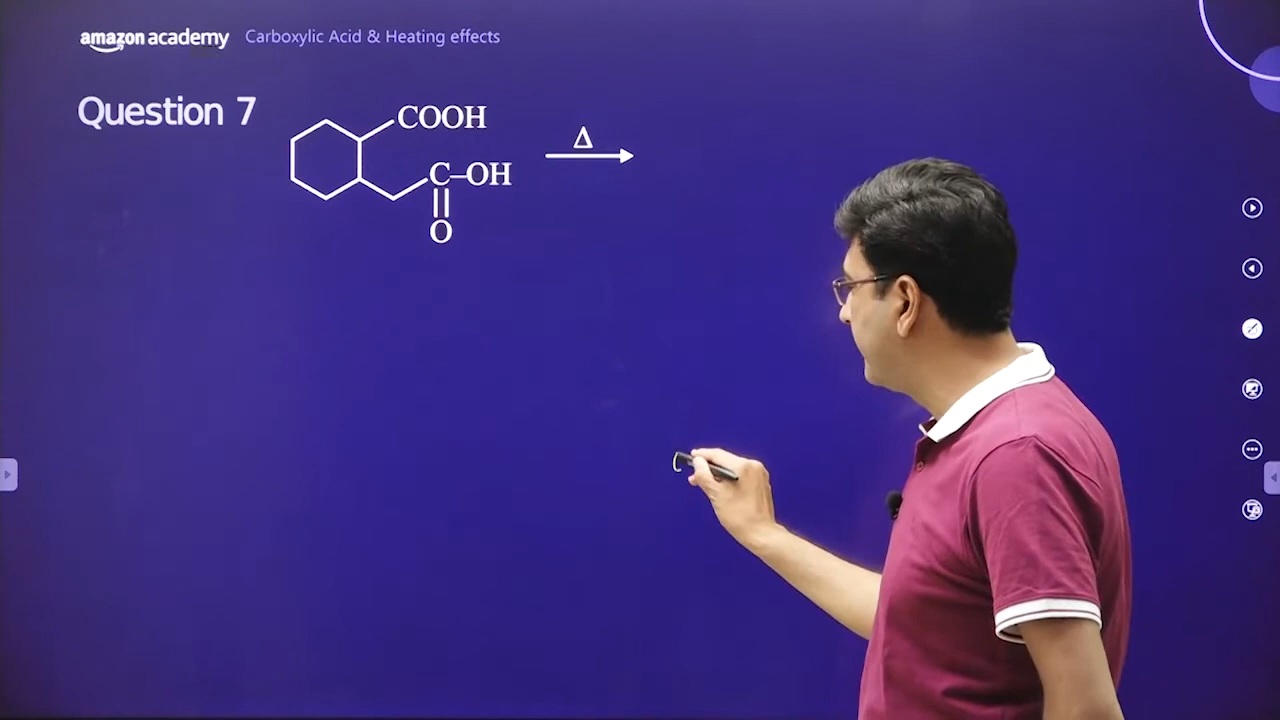 amazon academy Carboxylic Acid & Heating effects
Question 7
COOH
Δ
C–OH
O